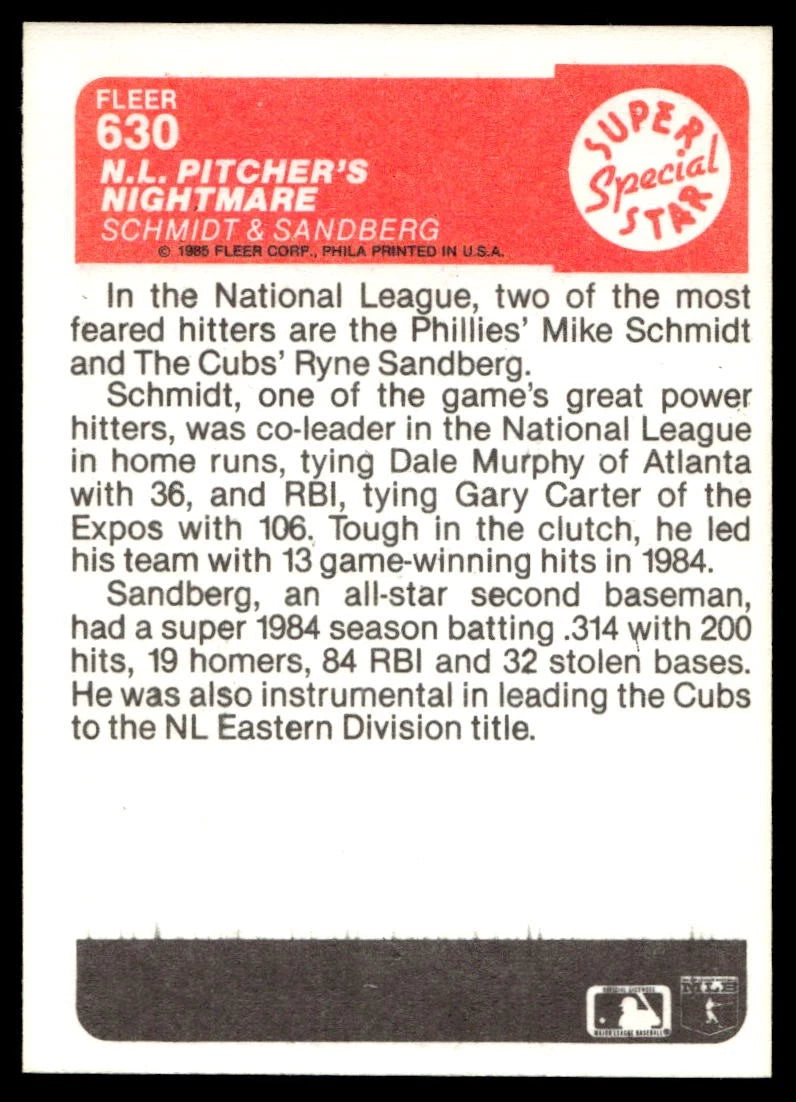 FLEER
630
N.L. PITCHER'S
NIGHTMARE
SCHMIDT & SANDBERG
© 1985 FLEER CORP., PHILA PRINTED IN U.S.A.
SUPER
Special
STAR
In the National League, two of the most
feared hitters are the Phillies' Mike Schmidt
and The Cubs' Ryne Sandberg.
Schmidt, one of the game's great power
hitters, was co-leader in the National League
in home runs, tying Dale Murphy of Atlanta
with 36, and RBI, tying Gary Carter of the
Expos with 106. Tough in the clutch, he led
his team with 13 game-winning hits in 1984.
Sandberg, an all-star second baseman,
had a super 1984 season batting .314 with 200
hits, 19 homers, 84 RBI and 32 stolen bases.
He was also instrumental in leading the Cubs
to the NL Eastern Division title.
OFFICIAL LICENSEE
MAJOR LEAGUE BASEBALL
MLB